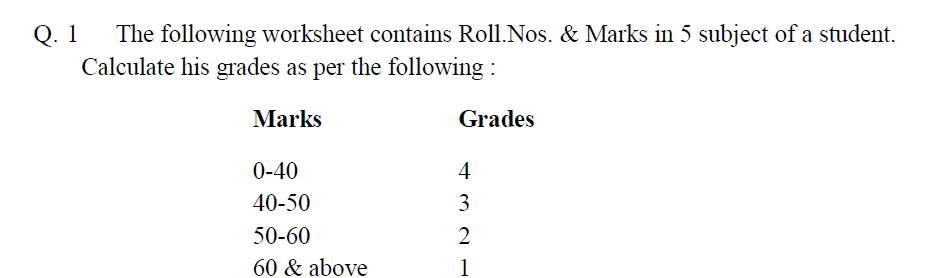 Q. 1 The following worksheet contains Roll.Nos. & Marks in 5 subject of a student.
Calculate his grades as per the following :
Marks Grades
0-40 4
40-50 3
50-60 2
60 & above 1